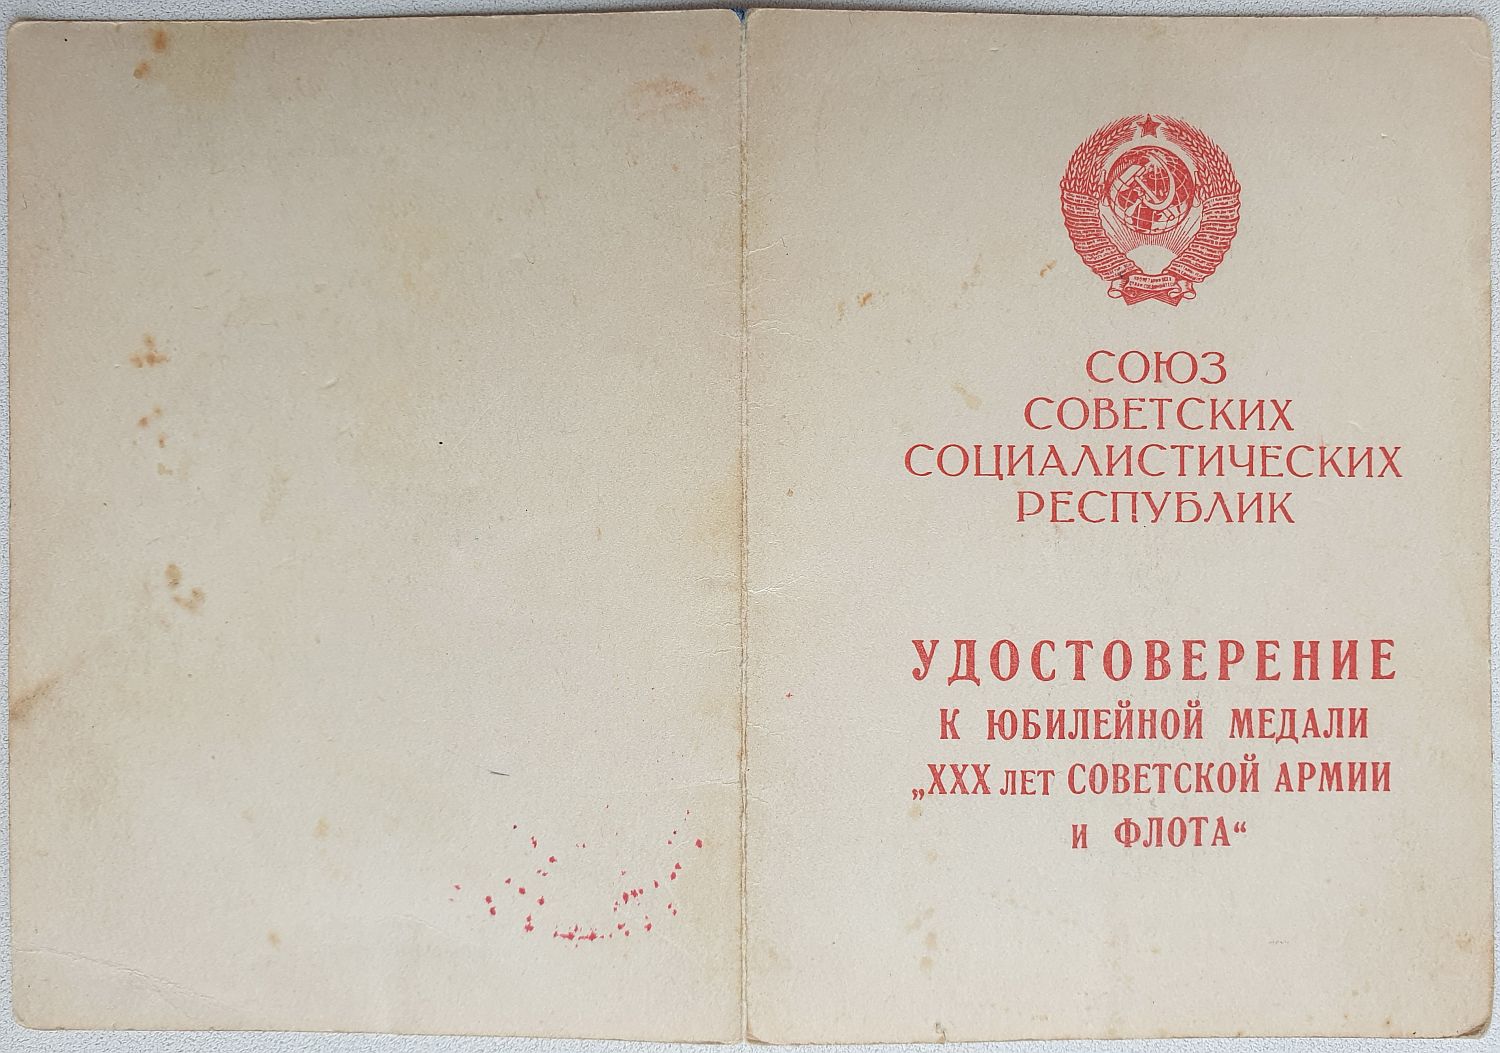 СОЮЗ
СОВЕТСКИХ
СОЦИАЛИСТИЧЕСКИХ
РЕСПУБЛИК
УДОСТОВЕРЕНИЕ
К ЮБИЛЕЙНОЙ МЕДАЛИ
„XXX ЛЕТ СОВЕТСКОЙ АРМИИ
И ФЛОТА“